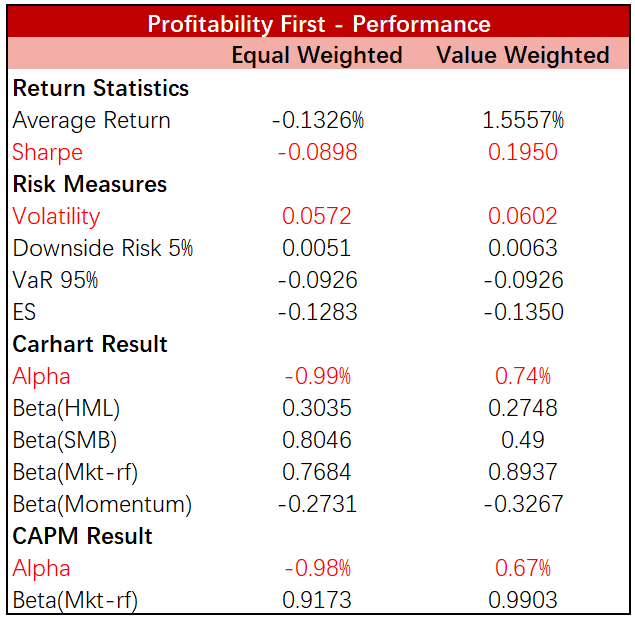 Profitability First - Performance
Equal Weighted Value Weighted
Return Statistics
Average Return -0.1326% 1.5557%
Sharpe -0.0898 0.1950
Risk Measures
Volatility 0.0572 0.0602
Downside Risk 5% 0.0051 0.0063
VaR 95% -0.0926 -0.0926
ES -0.1283 -0.1350
Carhart Result
Alpha -0.99% 0.74%
Beta(HML) 0.3035 0.2748
Beta(SMB) 0.8046 0.49
Beta(Mkt-rf) 0.7684 0.8937
Beta(Momentum) -0.2731 -0.3267
CAPM Result
Alpha -0.98% 0.67%
Beta(Mkt-rf) 0.9173 0.9903